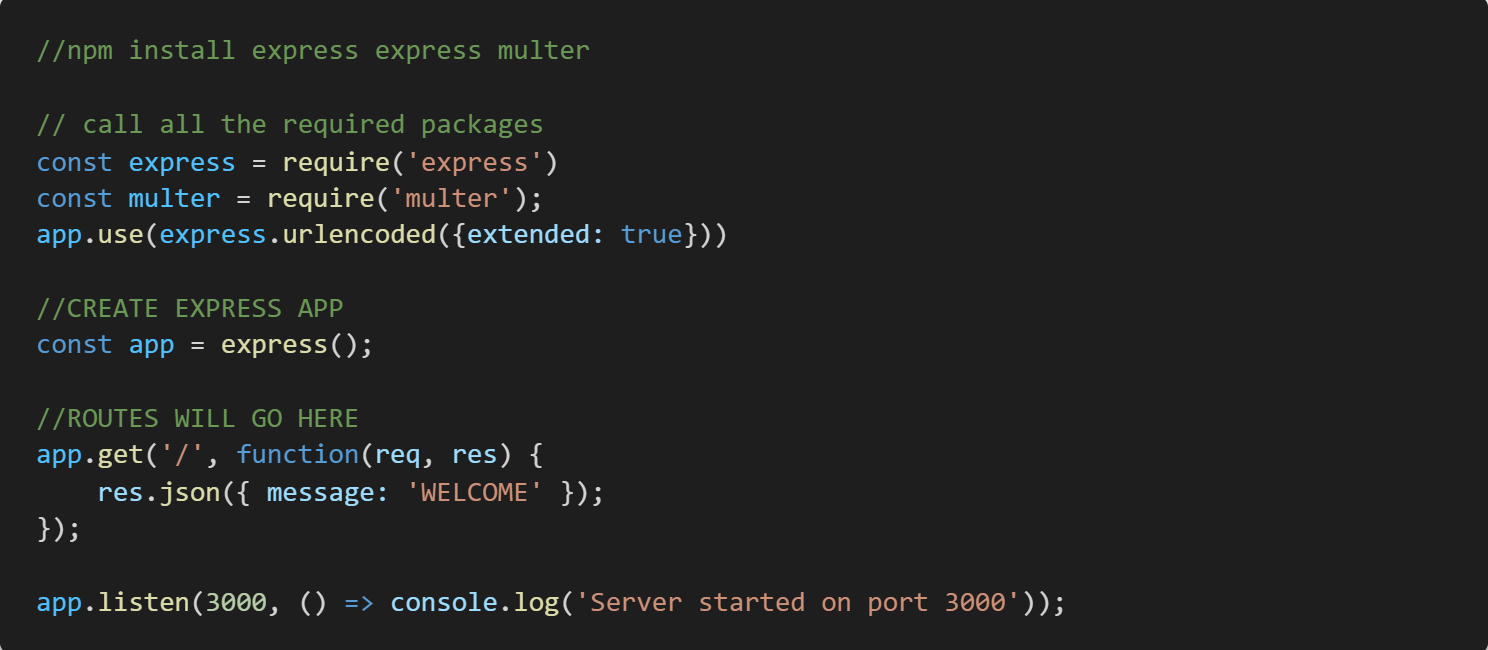 //npm install express express multer
// call all the required packages
const express = require('express')
const multer = require('multer');
app.use(express.urlencoded({extended: true}))
//CREATE EXPRESS APP
const app = express();
//ROUTES WILL GO HERE
app.get('/', function(req, res) {
    res.json({ message: 'WELCOME' });
});
app.listen(3000, () => console.log('Server started on port 3000'));